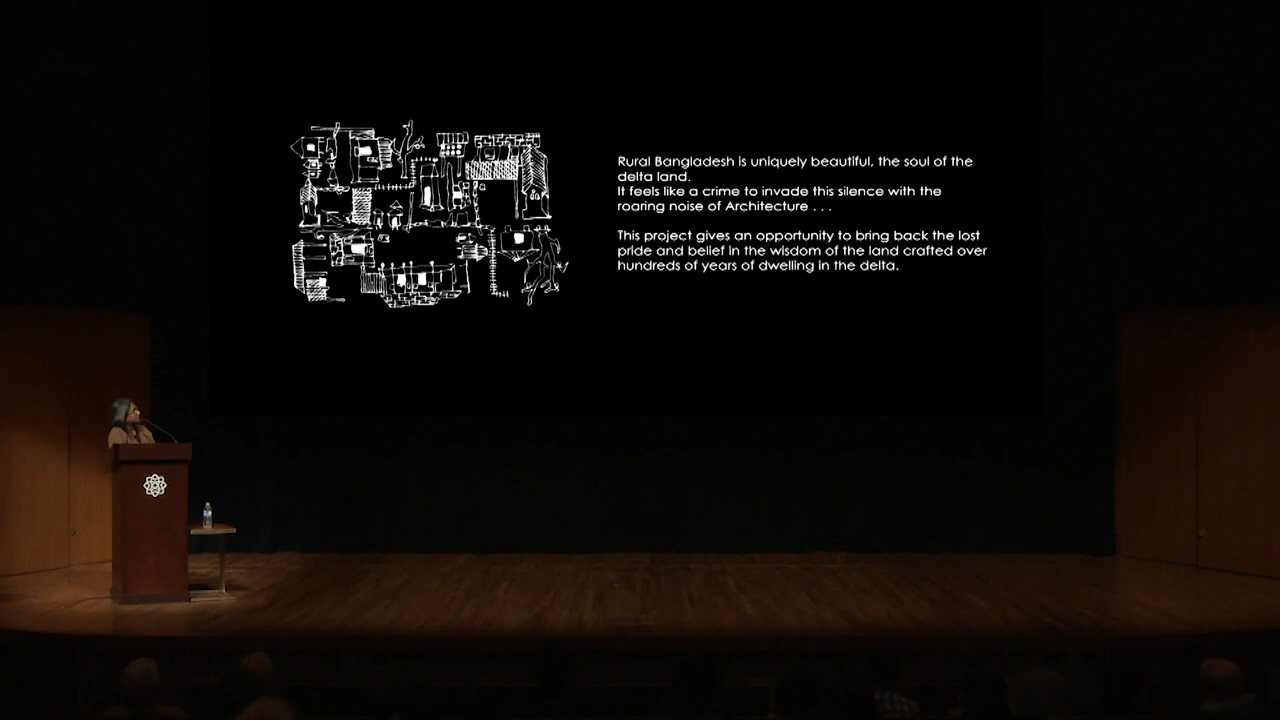 Rural Bangladesh is uniquely beautiful, the soul of the
delta land.
It feels like a crime to invade this silence with the
roaring noise of Architecture . . .
This project gives an opportunity to bring back the lost
pride and belief in the wisdom of the land crafted over
hundreds of years of dwelling in the delta.